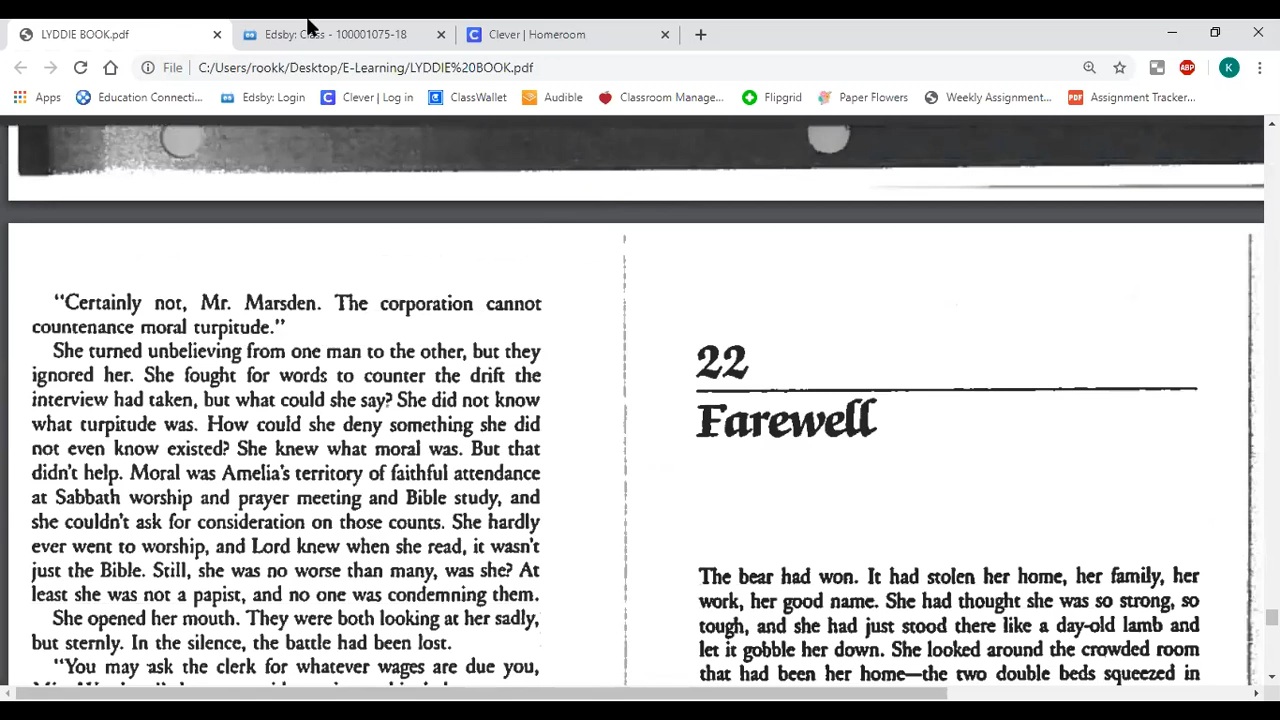 LYDDIE BOOK.pdf
Edsby: Class - 100001075-18
Clever | Homeroom
File C:/Users/rookk/Desktop/E-Learning/LYDDIE%20BOOK.pdf
ABP
K
Apps
Education Connecti...
Edsby: Login
Clever | Log in
ClassWallet
Audible
Classroom Manage...
Flipgrid
Paper Flowers
Weekly Assignment...
PDF
Assignment Tracker...
"Certainly not, Mr. Marsden. The corporation cannot
countenance moral turpitude."
She turned unbelieving from one man to the other, but they
ignored her. She fought for words to counter the drift the
interview had taken, but what could she say? She did not know
what turpitude was. How could she deny something she did
not even know existed? She knew what moral was. But that
didn't help. Moral was Amelia's territory of faithful attendance
at Sabbath worship and prayer meeting and Bible study, and
she couldn't ask for consideration on those counts. She hardly
ever went to worship, and Lord knew when she read, it wasn't
just the Bible. Still, she was no worse than many, was she? At
least she was not a papist, and no one was condemning them.
She opened her mouth. They were both looking at her sadly,
but sternly. In the silence, the battle had been lost.
"You may ask the clerk for whatever wages are due you,
22
Farewell
The bear had won. It had stolen her home, her family, her
work, her good name. She had thought she was so strong, so
tough, and she had just stood there like a day-old lamb and
let it gobble her down. She looked around the crowded room
that had been her home—the two double beds squeezed in